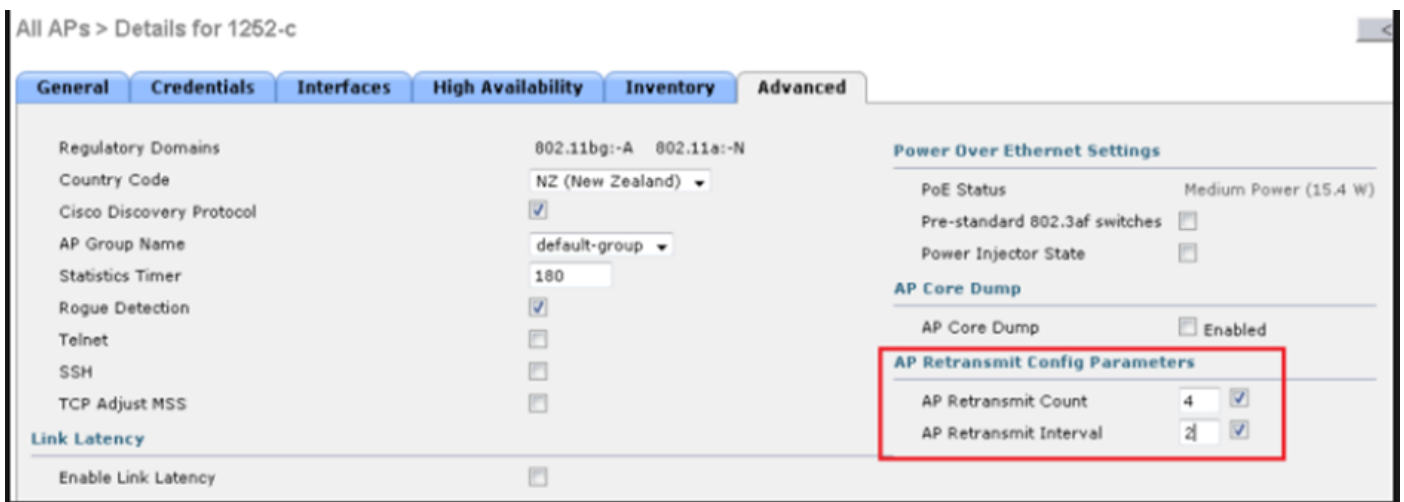 All APs > Details for 1252-c
<
General Credentials Interfaces High Availability Inventory Advanced
Regulatory Domains 802.11bg:-A 802.11a:-N
Country Code NZ (New Zealand)
Cisco Discovery Protocol
AP Group Name default-group
Statistics Timer 180
Rogue Detection
Telnet
SSH
TCP Adjust MSS
Link Latency
Enable Link Latency
Power Over Ethernet Settings
PoE Status Medium Power (15.4 W)
Pre-standard 802.3af switches
Power Injector State
AP Core Dump
AP Core Dump Enabled
AP Retransmit Config Parameters
AP Retransmit Count 4
AP Retransmit Interval 2